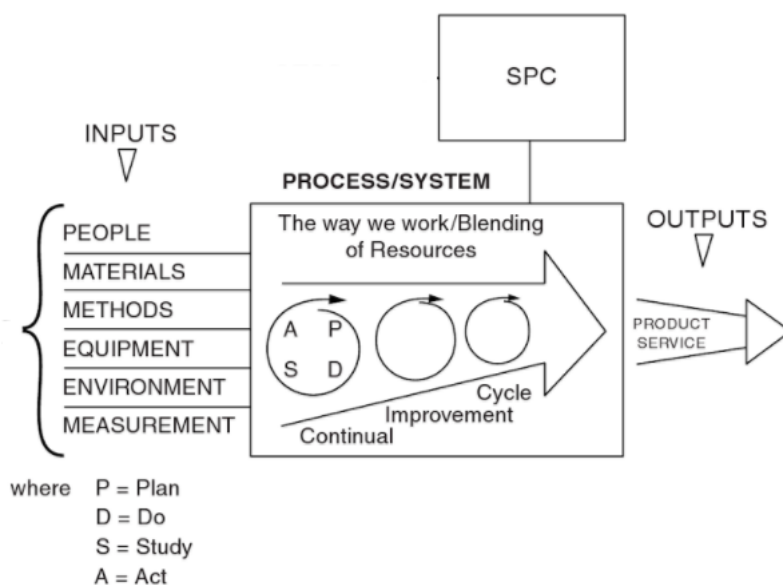 SPC
INPUTS
PROCESS/SYSTEM
The way we work/Blending
of Resources
OUTPUTS
PEOPLE
MATERIALS
METHODS
EQUIPMENT
ENVIRONMENT
MEASUREMENT
A P
S D
Continual
Improvement
Cycle
PRODUCT
SERVICE
where P = Plan
D = Do
S = Study
A = Act